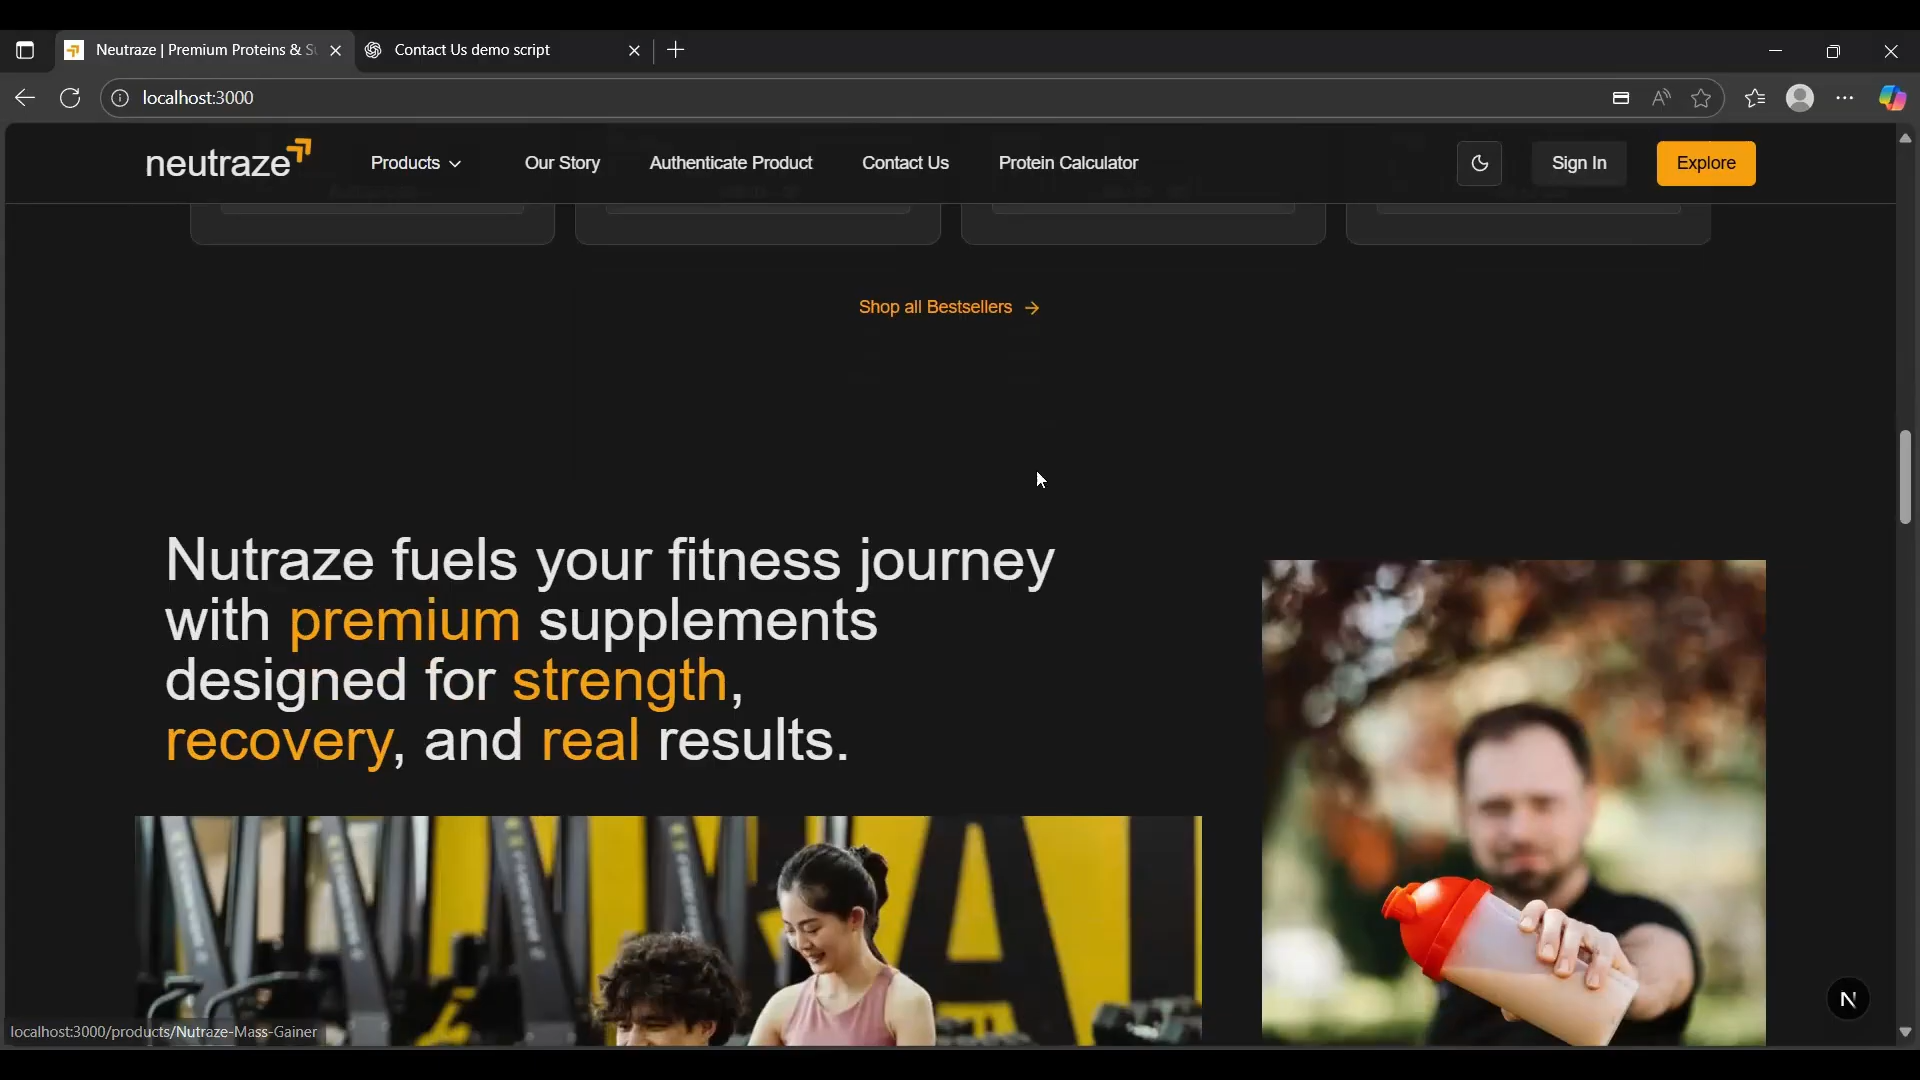 Neutraze | Premium Proteins & Su
Contact Us demo script
localhost:3000
neutraze
Products
Our Story
Authenticate Product
Contact Us
Protein Calculator
Sign In
Explore
Shop all Bestsellers →
Nutraze fuels your fitness journey
with premium supplements
designed for strength,
recovery, and real results.
N
localhost:3000/products/Nutraze-Mass-Gainer